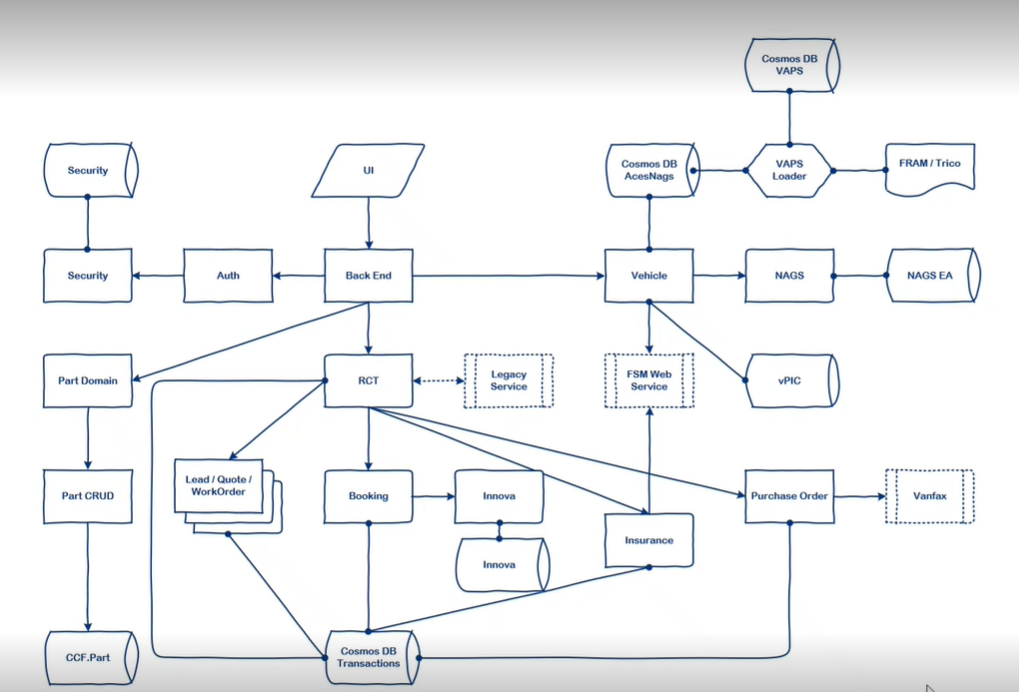 Cosmos DB
VAPS
Security
UI
Cosmos DB
AcesNags
VAPS
Loader
FRAM / Trico
Security
Auth
Back End
Vehicle
NAGS
NAGS EA
Part Domain
RCT
Legacy
Service
FSM Web
Service
vPIC
Part CRUD
Lead / Quote /
WorkOrder
Booking
Innova
Purchase Order
Vanfax
Insurance
Innova
CCF.Part
Cosmos DB
Transactions